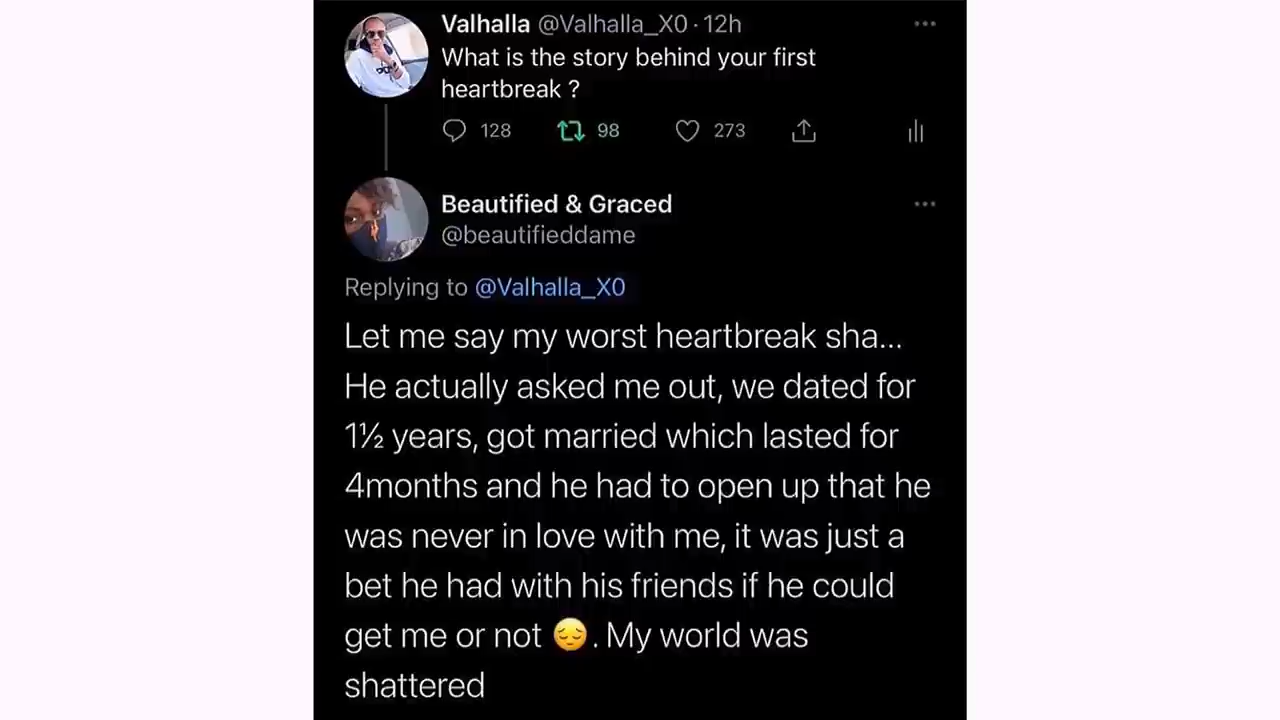 Valhalla @Valhalla_X0 · 12h
What is the story behind your first
heartbreak ?
128 98 273
Beautified & Graced
@beautifieddame
Replying to @Valhalla_X0
Let me say my worst heartbreak sha...
He actually asked me out, we dated for
1½ years, got married which lasted for
4months and he had to open up that he
was never in love with me, it was just a
bet he had with his friends if he could
get me or not 😔. My world was
shattered